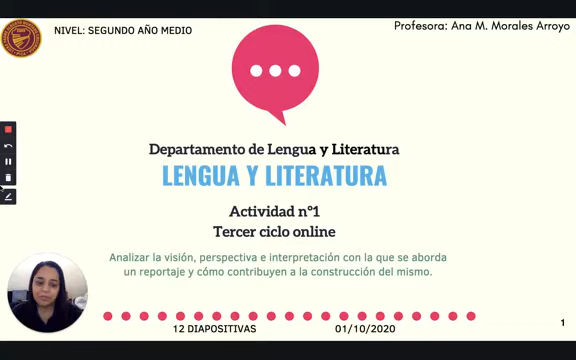 NIVEL: SEGUNDO AÑO MEDIO
Profesora: Ana M. Morales Arroyo
Departamento de Lengua y Literatura
LENGUA Y LITERATURA
Actividad n°1
Tercer ciclo online
Analizar la visión, perspectiva e interpretación con la que se aborda
un reportaje y cómo contribuyen a la construcción del mismo.
12 DIAPOSITIVAS
01/10/2020
1